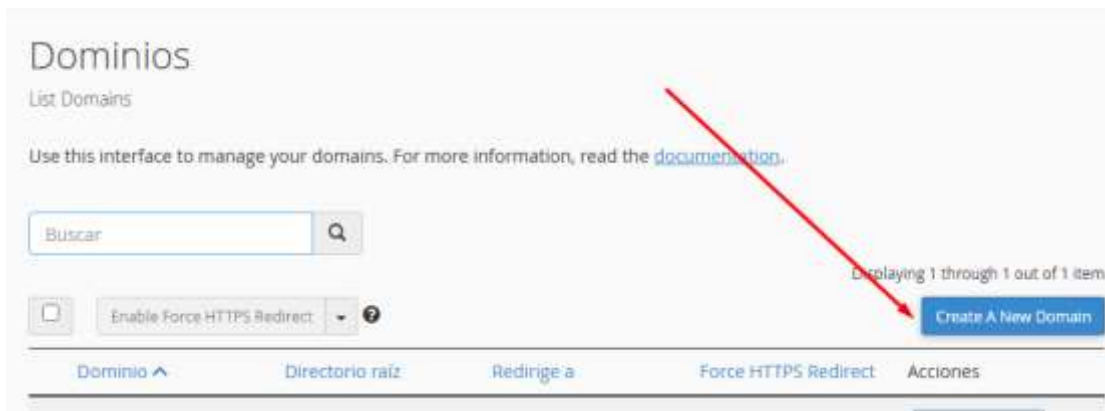 Dominios
List Domains
Use this interface to manage your domains. For more information, read the documentation.
Buscar
Displaying 1 through 1 out of 1 item
Enable Force HTTPS Redirect
Create A New Domain
Dominio Directorio raíz Redirige a Force HTTPS Redirect Acciones